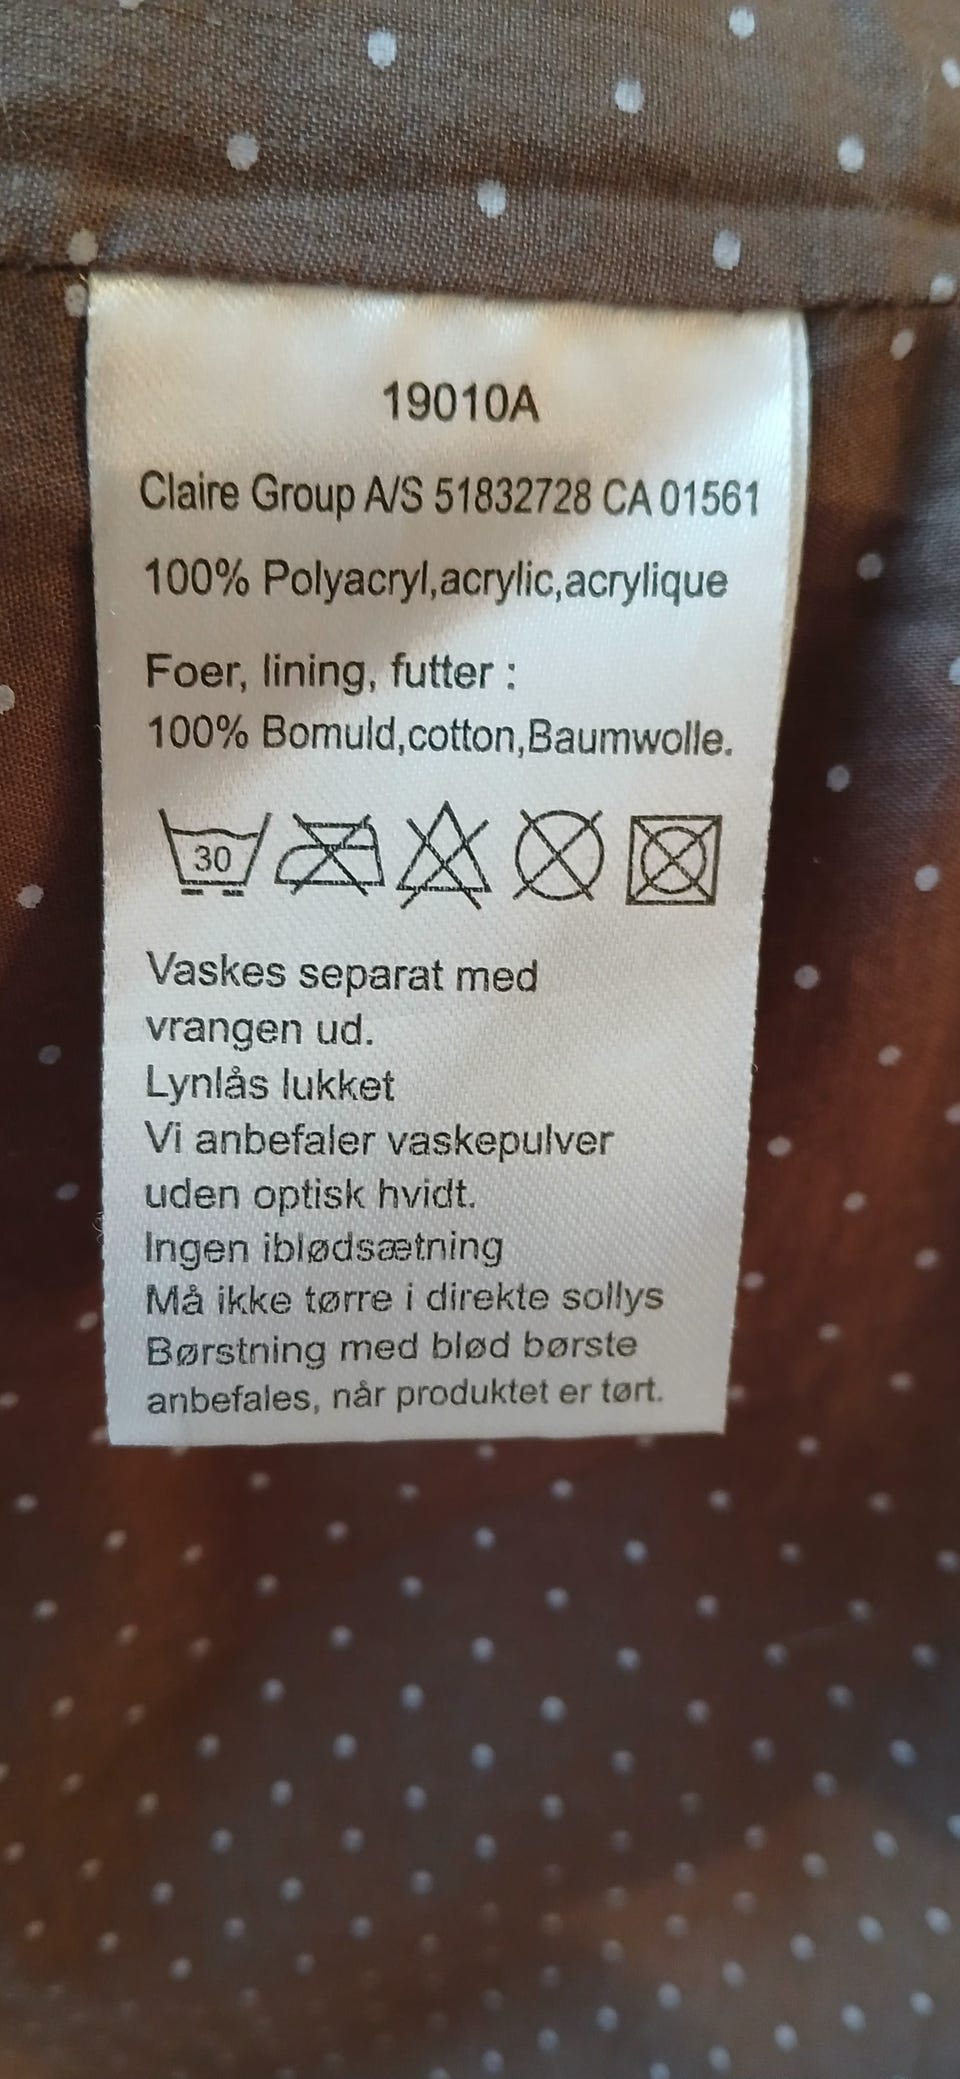 19010A
Claire Group A/S 51832728 CA 01561
100% Polyacryl,acrylic,acrylique
Foer, lining, futter :
100% Bomuld,cotton,Baumwolle.
30
Vaskes separat med
vrangen ud.
Lynlås lukket
Vi anbefaler vaskepulver
uden optisk hvidt.
Ingen iblødsætning
Må ikke tørre i direkte sollys
Børstning med blød børste
anbefales, når produktet er tørt.